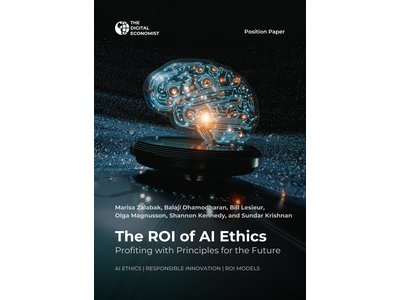 THE
DIGITAL
ECONOMIST
Position Paper
Marisa Zalabak, Balaji Dhamodharan, Bill Lesieur,
Olga Magnusson, Shannon Kennedy, and Sundar Krishnan
The ROI of AI Ethics
Profiting with Principles for the Future
AI ETHICS | RESPONSIBLE INNOVATION | ROI MODELS